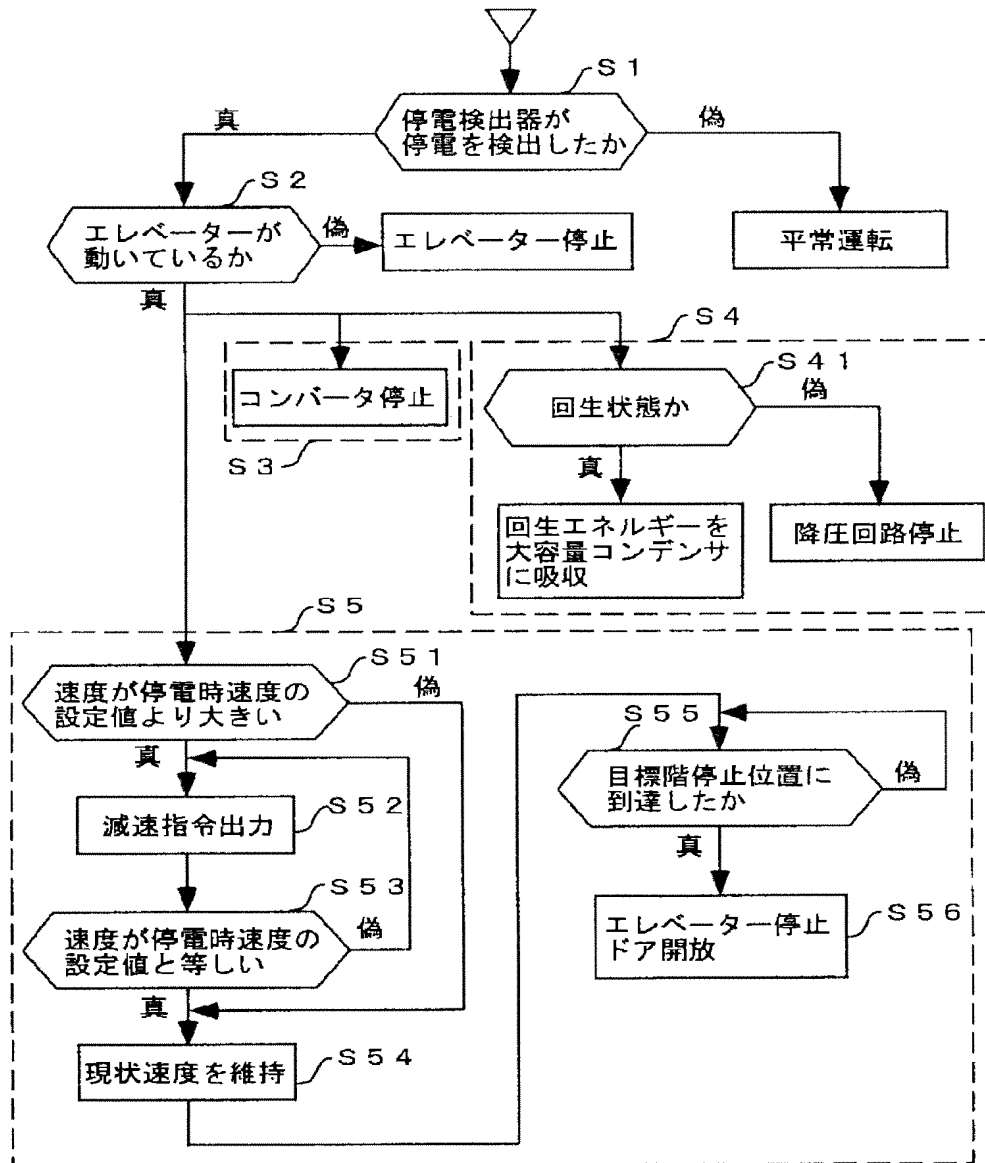 S1
停電検出器が
停電を検出したか
真
偽
S2
エレベーターが
動いているか
偽
エレベーター停止
平常運転
真
S4
コンバータ停止
S3
S41
回生状態か
偽
真
回生エネルギーを
大容量コンデンサ
に吸収
降圧回路停止
S5
S51
速度が停電時速度の
設定値より大きい
偽
真
S52
減速指令出力
S53
速度が停電時速度の
設定値と等しい
偽
真
S54
現状速度を維持
S55
目標階停止位置に
到達したか
偽
真
S56
エレベーター停止
ドア開放